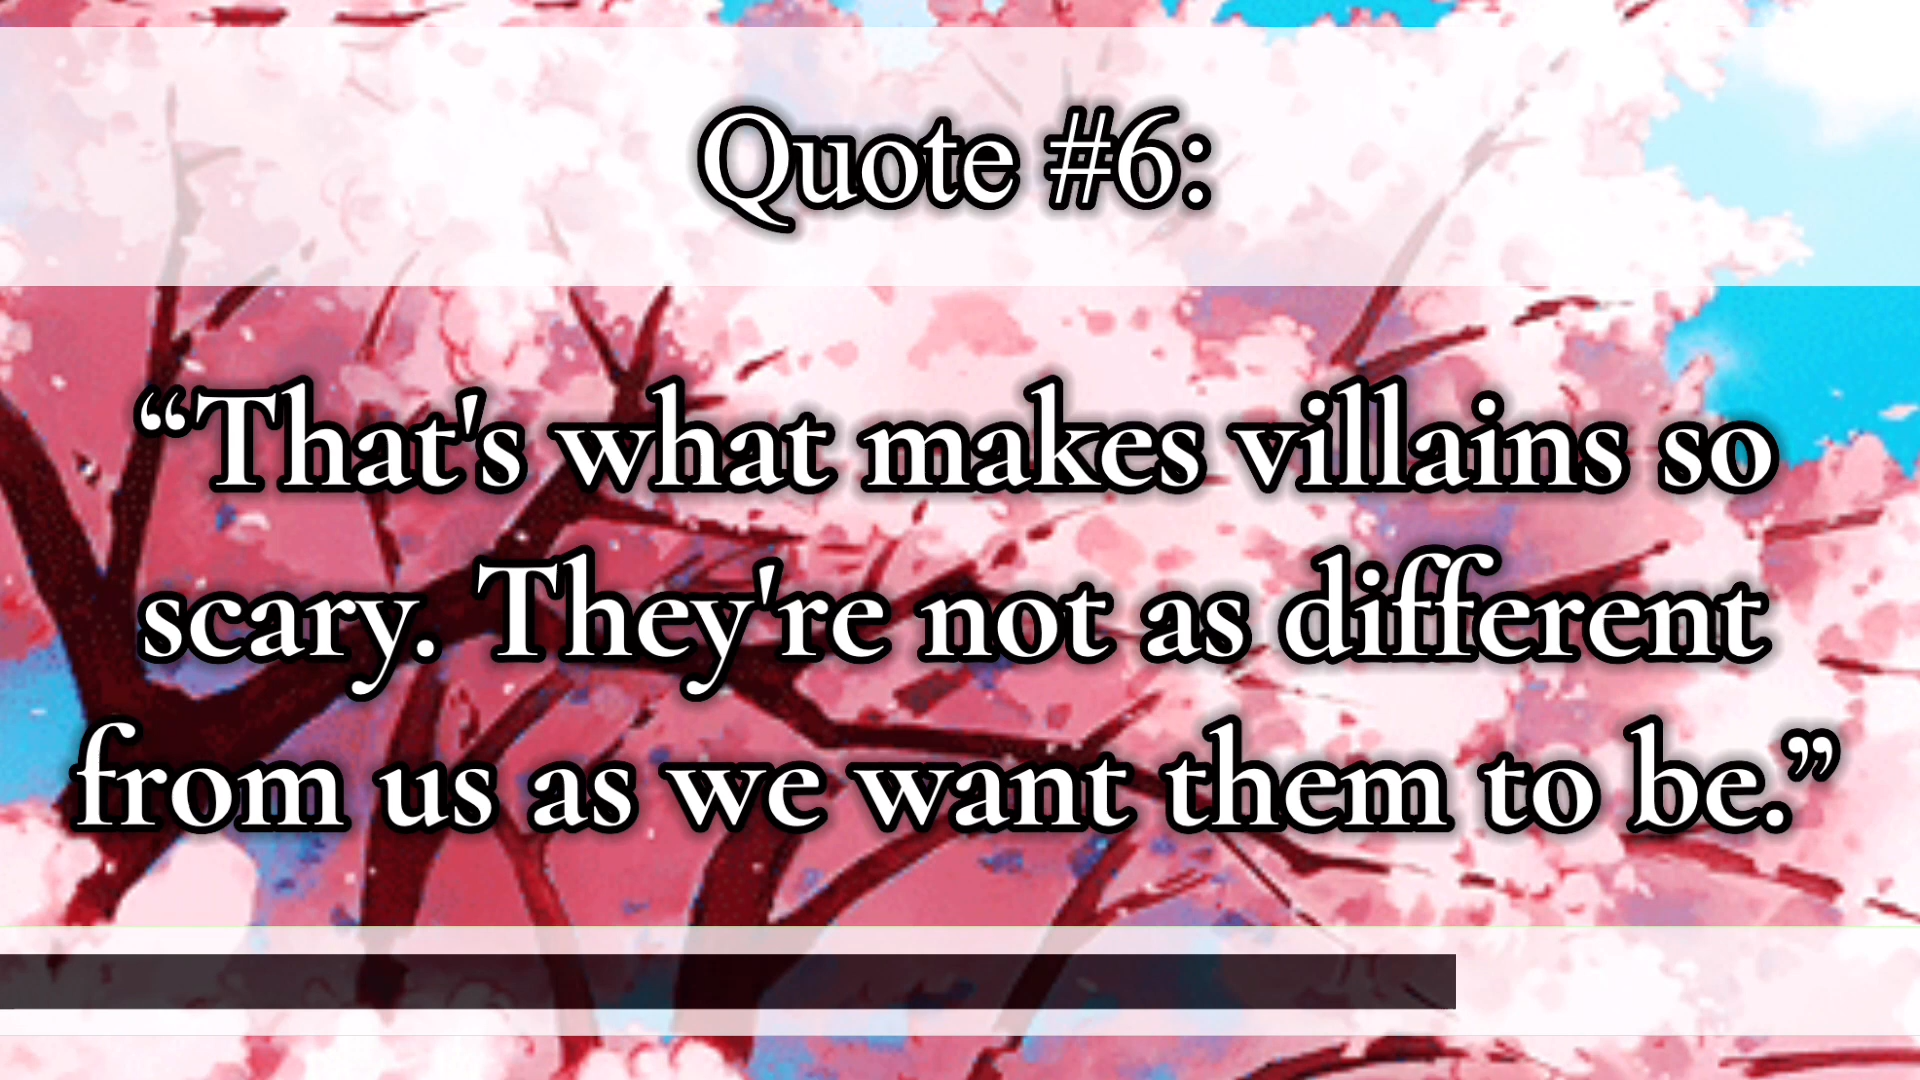 Quote #6:
“That's what makes villains so
scary. They're not as different
from us as we want them to be.”